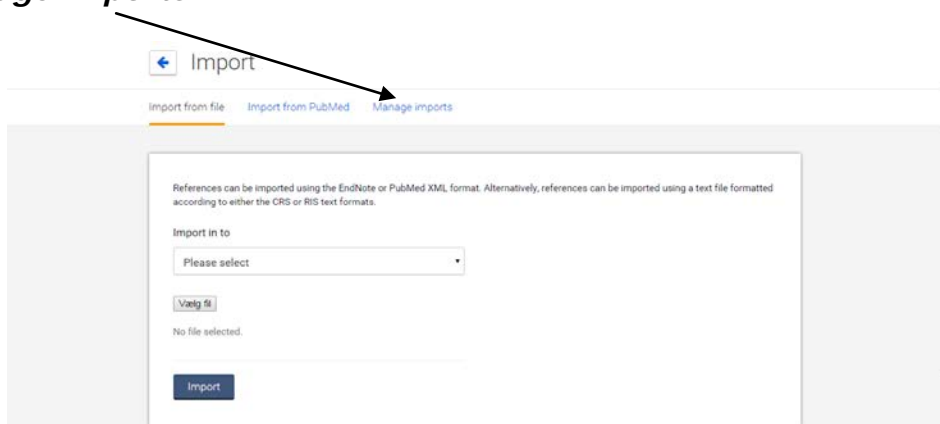 Import
Import from file Import from PubMed Manage imports
References can be imported using the EndNote or PubMed XML format. Alternatively, references can be imported using a text file formatted
according to either the CRS or RIS text formats.
Import in to
Please select
Vælg fil
No file selected.
Import